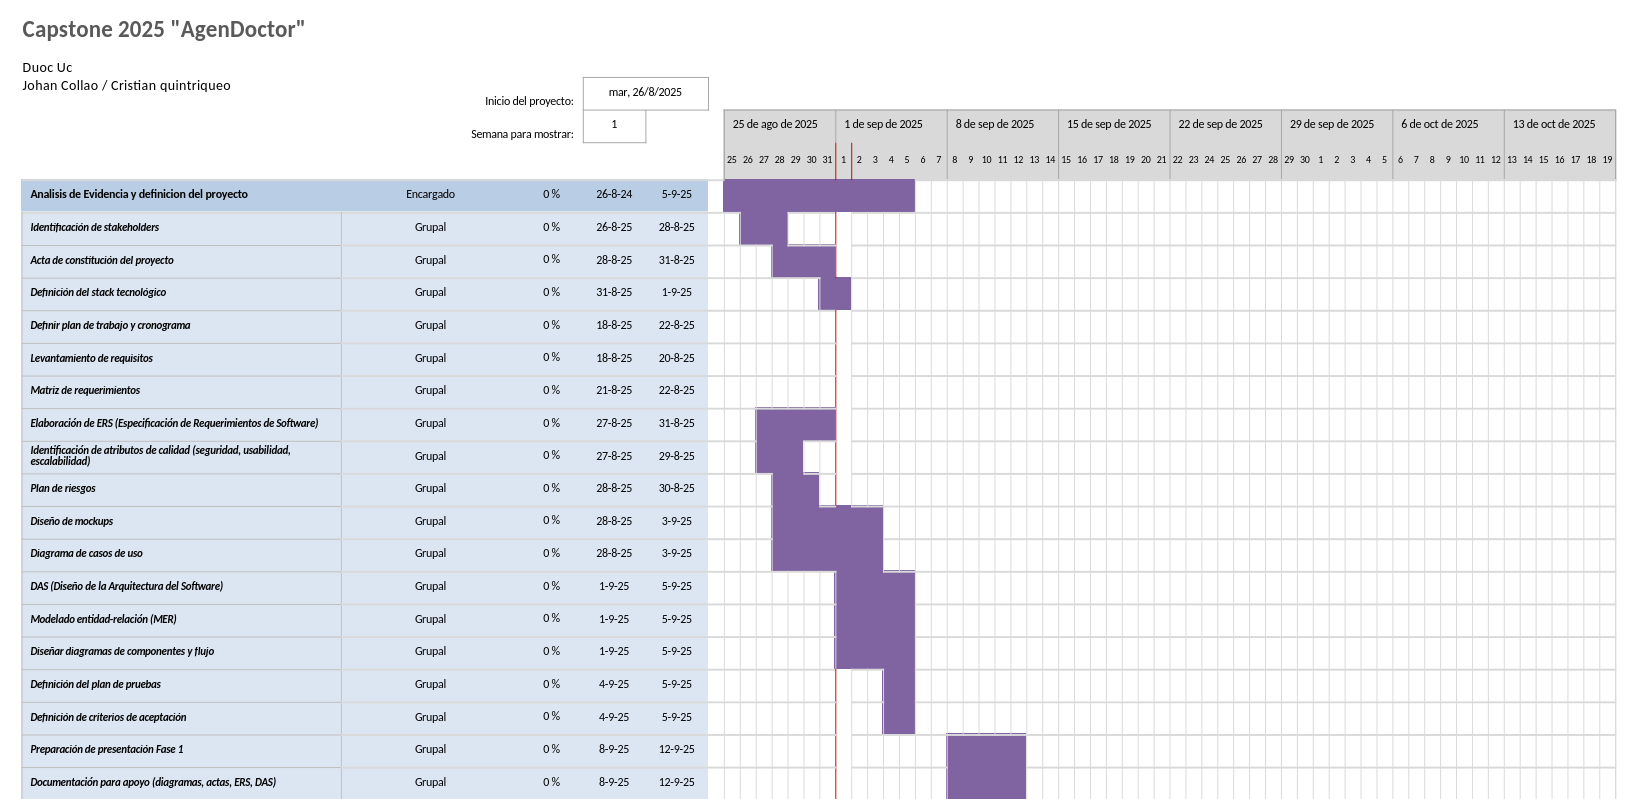 Capstone 2025 "AgenDoctor"
Duoc Uc
Johan Collao / Cristian quintriqueo
Inicio del proyecto: mar, 26/8/2025
Semana para mostrar: 1
25 de ago de 2025 1 de sep de 2025 8 de sep de 2025 15 de sep de 2025 22 de sep de 2025 29 de sep de 2025 6 de oct de 2025 13 de oct de 2025
25 26 27 28 29 30 31 1 2 3 4 5 6 7 8 9 10 11 12 13 14 15 16 17 18 19 20 21 22 23 24 25 26 27 28 29 30 1 2 3 4 5 6 7 8 9 10 11 12 13 14 15 16 17 18 19
Analisis de Evidencia y definicion del proyecto Encargado 0 % 26-8-24 5-9-25
Identificación de stakeholders Grupal 0 % 26-8-25 28-8-25
Acta de constitución del proyecto Grupal 0 % 28-8-25 31-8-25
Definición del stack tecnológico Grupal 0 % 31-8-25 1-9-25
Definir plan de trabajo y cronograma Grupal 0 % 18-8-25 22-8-25
Levantamiento de requisitos Grupal 0 % 18-8-25 20-8-25
Matriz de requerimientos Grupal 0 % 21-8-25 22-8-25
Elaboración de ERS (Especificación de Requerimientos de Software) Grupal 0 % 27-8-25 31-8-25
Identificación de atributos de calidad (seguridad, usabilidad,
escalabilidad) Grupal 0 % 27-8-25 29-8-25
Plan de riesgos Grupal 0 % 28-8-25 30-8-25
Diseño de mockups Grupal 0 % 28-8-25 3-9-25
Diagrama de casos de uso Grupal 0 % 28-8-25 3-9-25
DAS (Diseño de la Arquitectura del Software) Grupal 0 % 1-9-25 5-9-25
Modelado entidad-relación (MER) Grupal 0 % 1-9-25 5-9-25
Diseñar diagramas de componentes y flujo Grupal 0 % 1-9-25 5-9-25
Definición del plan de pruebas Grupal 0 % 4-9-25 5-9-25
Definición de criterios de aceptación Grupal 0 % 4-9-25 5-9-25
Preparación de presentación Fase 1 Grupal 0 % 8-9-25 12-9-25
Documentación para apoyo (diagramas, actas, ERS, DAS) Grupal 0 % 8-9-25 12-9-25